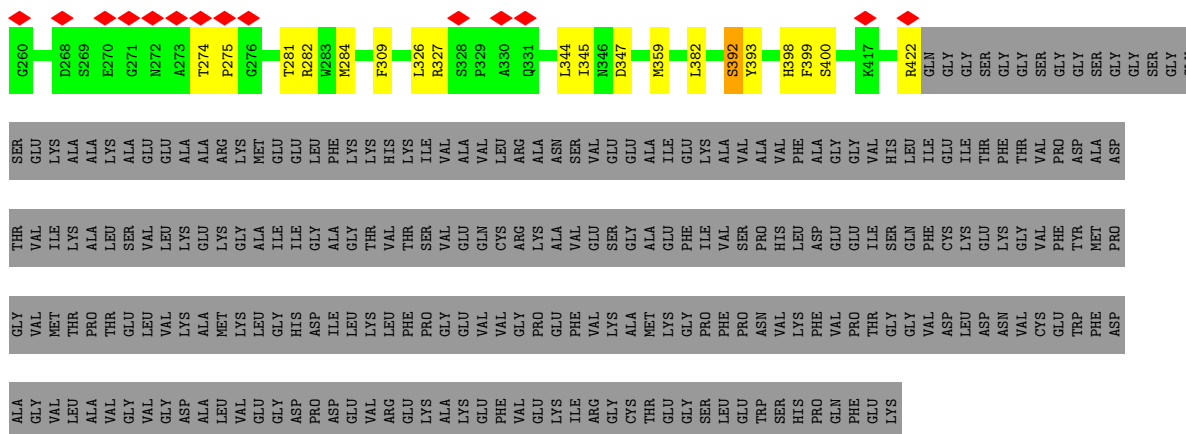 G260 D268 S269 E270 G271 N272 A273 T274 P275 G276 T281 R282 W283 M284 F309 L326 R327 S328 P329 A330 Q331 L344 I345 N346 D347 M359 L382 S392 Y393 H398 F399 S400 K417 R422 GLN GLY GLY SER GLY GLY SER GLY GLY SER GLY GLY SER GLY
SER GLU LYS ALA ALA LYS ALA GLU GLU ALA ALA ARG LYS MET GLU GLU LEU PHE LYS LYS HIS LYS ILE VAL ALA VAL LEU ARG ALA ASN SER VAL GLU GLU ALA ILE GLU LYS ALA VAL ALA VAL PHE ALA GLY GLY VAL HIS LEU ILE GLU ILE THR PHE THR VAL PRO ASP ALA ASP
THR VAL ILE LYS ALA LEU SER VAL LEU LYS GLU LYS GLY ALA ILE ILE GLY ALA GLY THR VAL THR SER VAL GLU GLN CYS ARG LYS ALA VAL GLU SER GLY ALA GLU PHE ILE VAL SER PRO HIS LEU ASP GLU GLU ILE SER GLN PHE CYS LYS GLU LYS GLY VAL PHE TYR MET PRO
GLY VAL MET THR PRO THR GLU LEU VAL LYS ALA MET LYS LEU GLY HIS ASP ILE LEU LYS LEU PHE PRO GLY GLU VAL VAL GLY PRO GLU PHE VAL LYS ALA MET LYS GLY PRO PHE PRO ASN VAL LYS PHE VAL PRO THR GLY GLY VAL ASP LEU ASP ASN VAL CYS GLU TRP PHE ASP
ALA GLY VAL LEU ALA VAL GLY VAL GLY ASP ALA LEU VAL GLU GLY ASP PRO ASP GLU VAL ARG GLU LYS ALA LYS GLU PHE VAL GLU LYS ILE ARG GLY CYS THR GLU GLY SER LEU GLU TRP SER HIS PRO GLN PHE GLU LYS